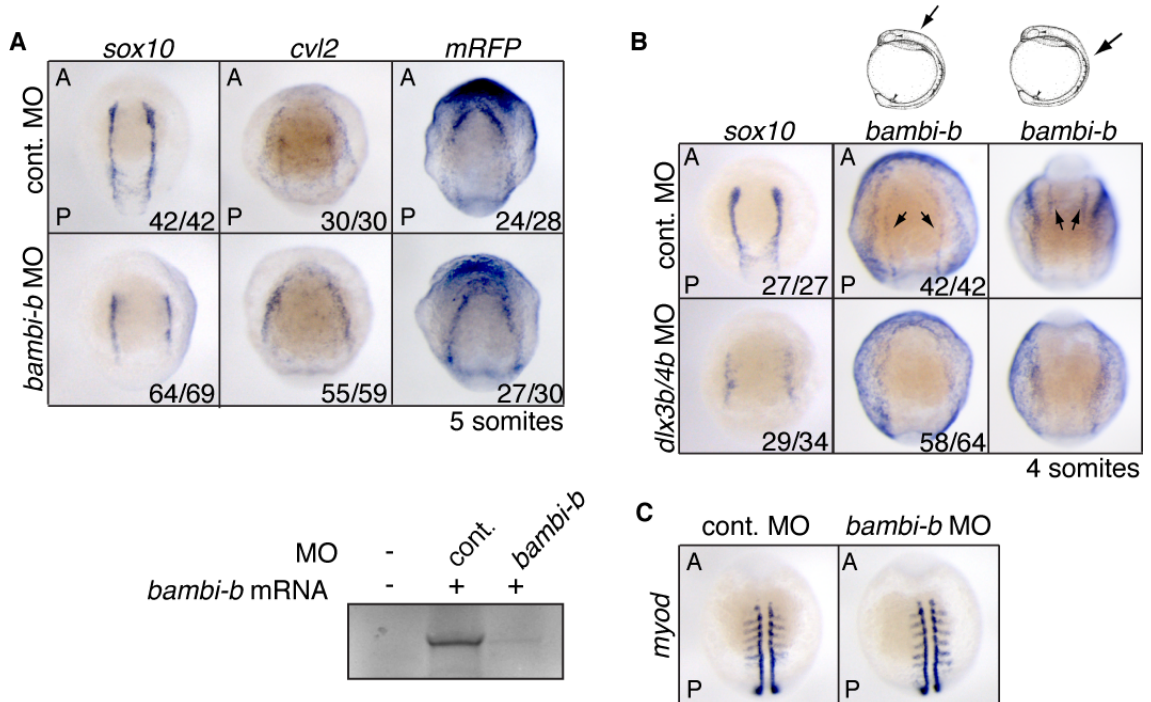 A
sox10 cvl2 mRFP
cont. MO
A A A
P 42/42 P 30/30 24/28
bambi-b MO
64/69 55/59 27/30
5 somites
MO - cont. bambi-b
bambi-b mRNA - + +
B
sox10 bambi-b bambi-b
cont. MO
A A
P 27/27 P 42/42
dlx3b/4b MO
29/34 58/64
4 somites
C
cont. MO bambi-b MO
myod
A A
P P